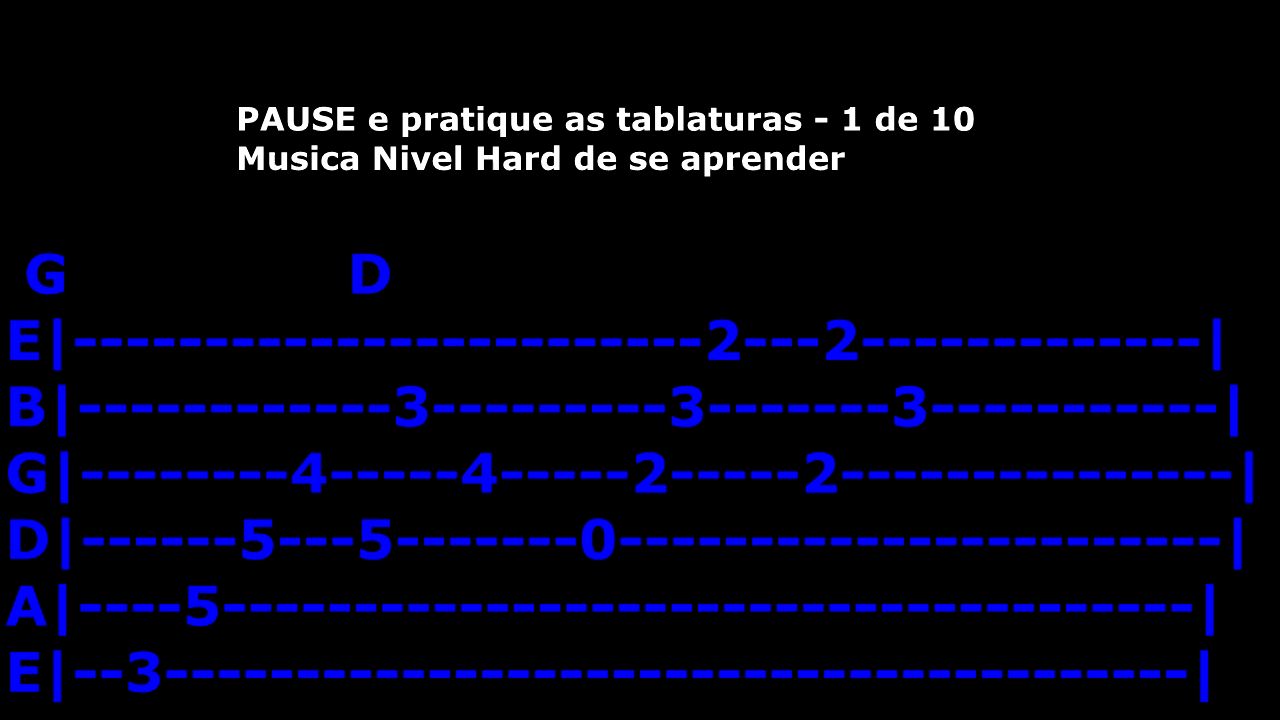 PAUSE e pratique as tablaturas - 1 de 10
Musica Nivel Hard de se aprender
G D
E|------------------------2---2-------------|
B|------------3---------3-------3-----------|
G|--------4-----4-----2-----2---------------|
D|------5---5-------0-----------------------|
A|----5-------------------------------------|
E|--3---------------------------------------|